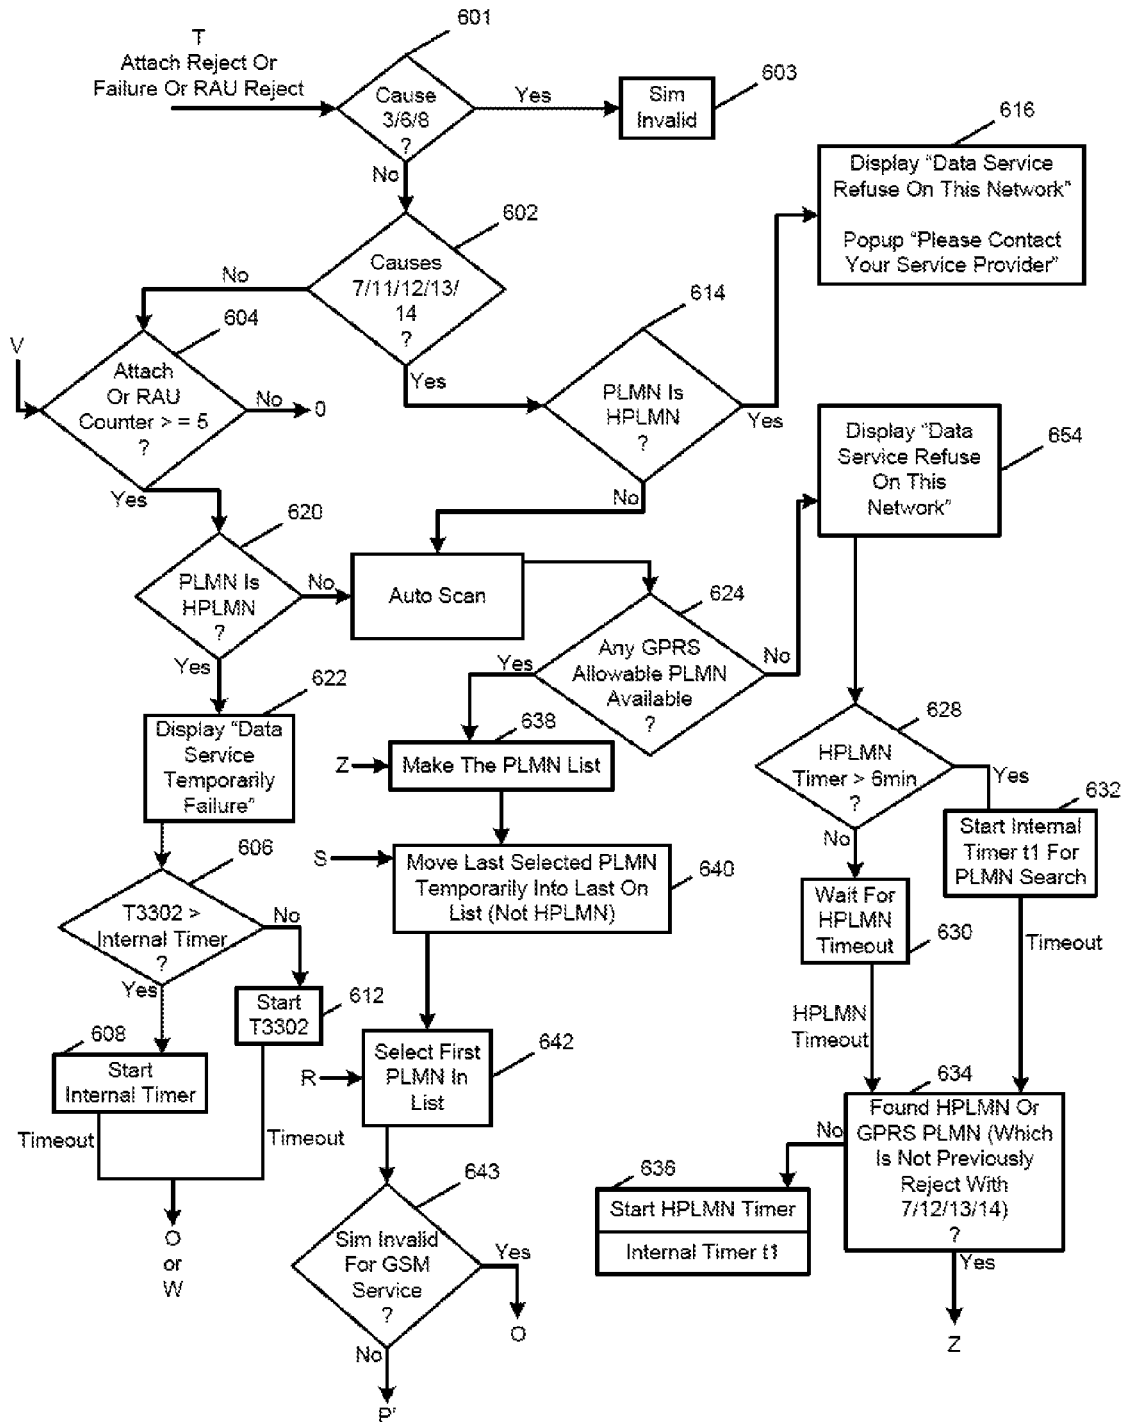 601
T
Attach Reject Or
Failure Or RAU Reject
Cause
3/6/8
?
Yes
Sim
Invalid
603
616
Display “Data Service
Refuse On This Network”
Popup “Please Contact
Your Service Provider”
No
602
Causes
7/11/12/13/
14
?
No
Yes
604
V
Attach
Or RAU
Counter > = 5
?
No
0
Yes
614
PLMN Is
HPLMN
?
Yes
No
654
Display “Data
Service Refuse
On This
Network”
620
PLMN Is
HPLMN
?
No
Yes
Auto Scan
624
Any GPRS
Allowable PLMN
Available
?
Yes
No
622
Display “Data
Service
Temporarily
Failure”
638
Z
Make The PLMN List
628
HPLMN
Timer > 6min
?
Yes
No
632
Start Internal
Timer t1 For
PLMN Search
Timeout
S
Move Last Selected PLMN
Temporarily Into Last On
List (Not HPLMN)
640
606
T3302 >
Internal Timer
?
No
Yes
Wait For
HPLMN
Timeout
630
HPLMN
Timeout
Start
T3302
612
608
Start
Internal Timer
Timeout
Timeout
O
or
W
R
Select First
PLMN In
List
642
634
Found HPLMN Or
GPRS PLMN (Which
Is Not Previously
Reject With
7/12/13/14)
?
No
Yes
Z
636
Start HPLMN Timer
Internal Timer t1
643
Sim Invalid
For GSM
Service
?
Yes
O
No
P'